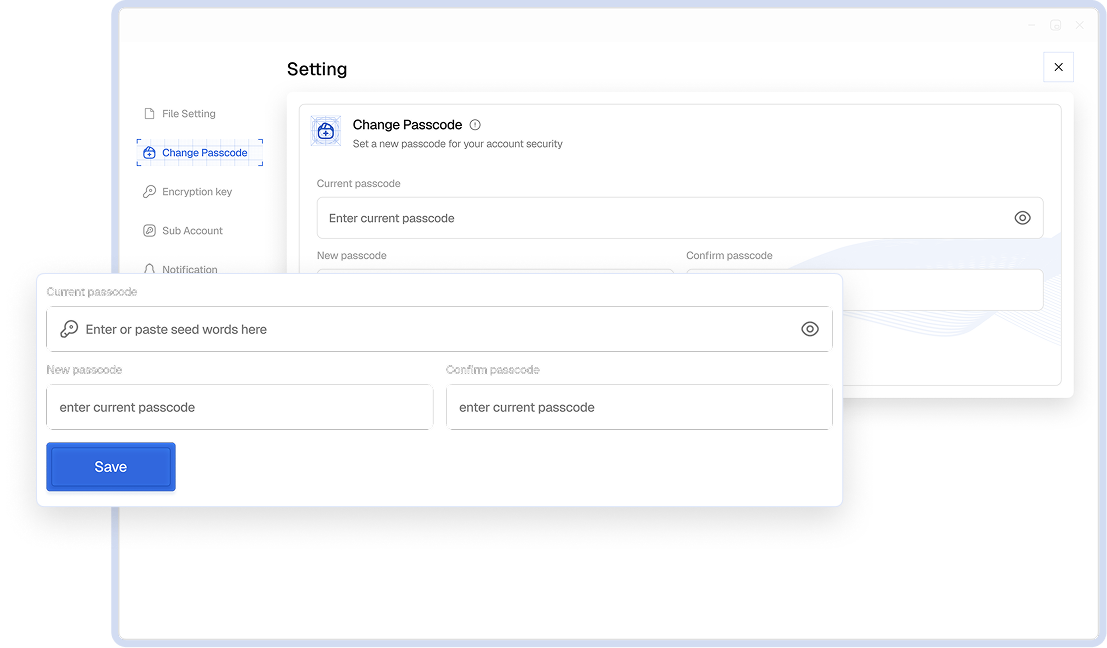 Setting
File Setting
Change Passcode
Encryption key
Sub Account
Notification
Change Passcode
Set a new passcode for your account security
Current passcode
Enter current passcode
New passcode
Confirm passcode
Current passcode
Enter or paste seed words here
New passcode
Confirm passcode
enter current passcode
enter current passcode
Save